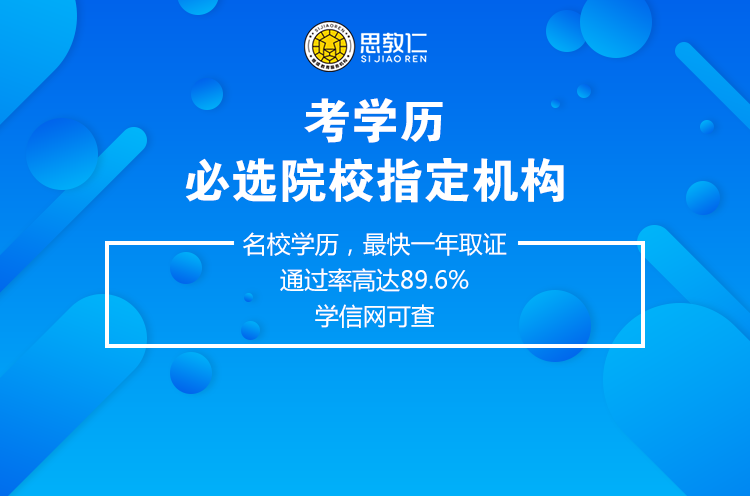 SIJIAOREN
思教仁
SI JIAO REN
考学历
必选院校指定机构
名校学历，最快一年取证
通过率高达89.6%
学信网可查